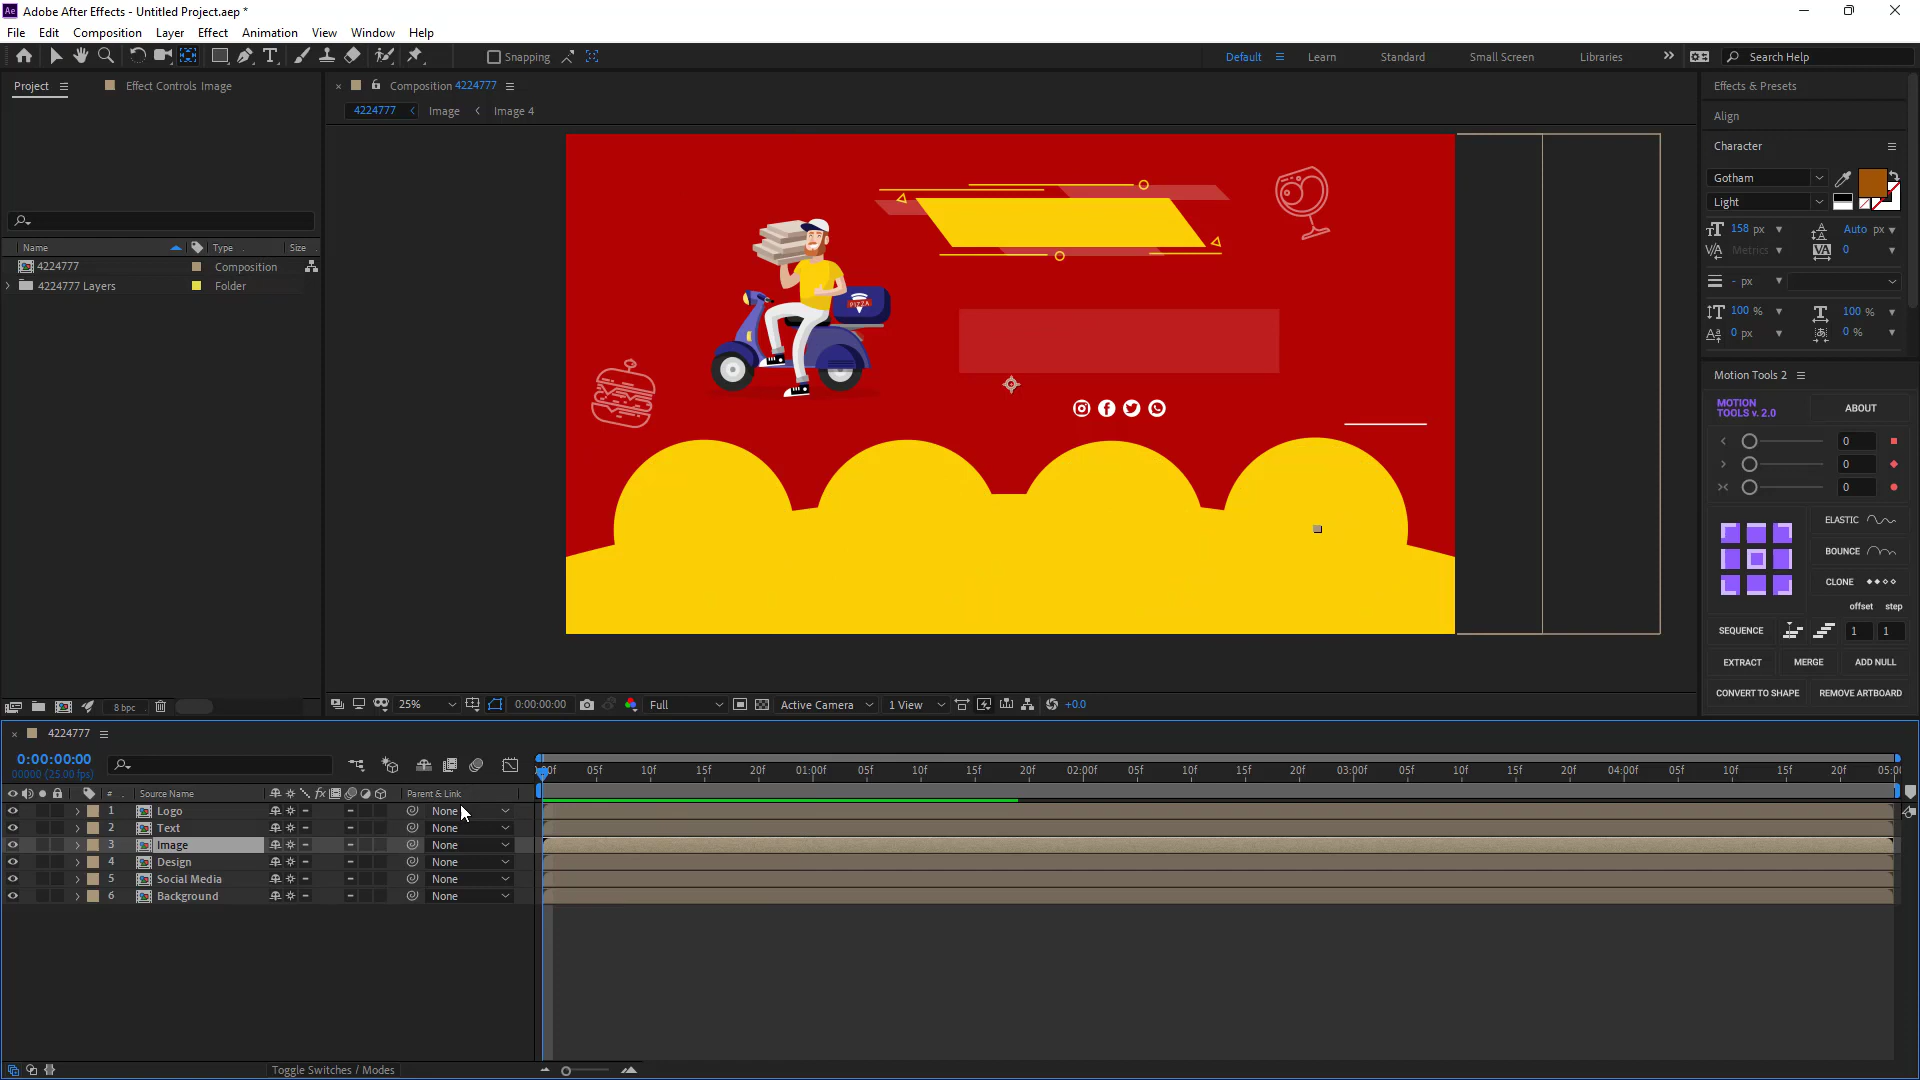 Ae Adobe After Effects - Untitled Project.aep *
File Edit Composition Layer Effect Animation View Window Help
Snapping Default Learn Standard Small Screen Libraries Search Help
Project Effect Controls Image
Composition 4224777
4224777 Image Image 4
Name Type Size
4224777 Composition
4224777 Layers Folder
8 bpc
PIZZA
25% 0:00:00:00 Full Active Camera 1 View +0.0
Effects & Presets
Align
Character
Gotham
Light
158 px Auto px
Metrics 0
- px
100 % 100 %
0 px 0 %
Motion Tools 2
MOTION TOOLS v. 2.0 ABOUT
0
0
0
ELASTIC
BOUNCE
CLONE
offset step
SEQUENCE 1 1
EXTRACT MERGE ADD NULL
CONVERT TO SHAPE REMOVE ARTBOARD
4224777
0:00:00:00
00000 (25.00 fps)
05f 10f 15f 20f 01:00f 05f 10f 15f 20f 02:00f 05f 10f 15f 20f 03:00f 05f 10f 15f 20f 04:00f 05f 10f 15f 20f
# Source Name fx Parent & Link
1 Logo None
2 Text None
3 Image None
4 Design None
5 Social Media None
6 Background None
Toggle Switches / Modes